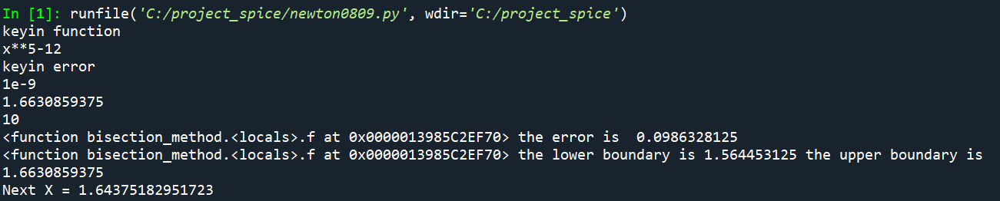 In [1]: runfile('C:/project_spice/newton0809.py', wdir='C:/project_spice')
keyin function
x**5-12
keyin error
1e-9
1.6630859375
10
<function bisection_method.<locals>.f at 0x0000013985C2EF70> the error is  0.0986328125
<function bisection_method.<locals>.f at 0x0000013985C2EF70> the lower boundary is 1.564453125 the upper boundary is
1.6630859375
Next X = 1.64375182951723